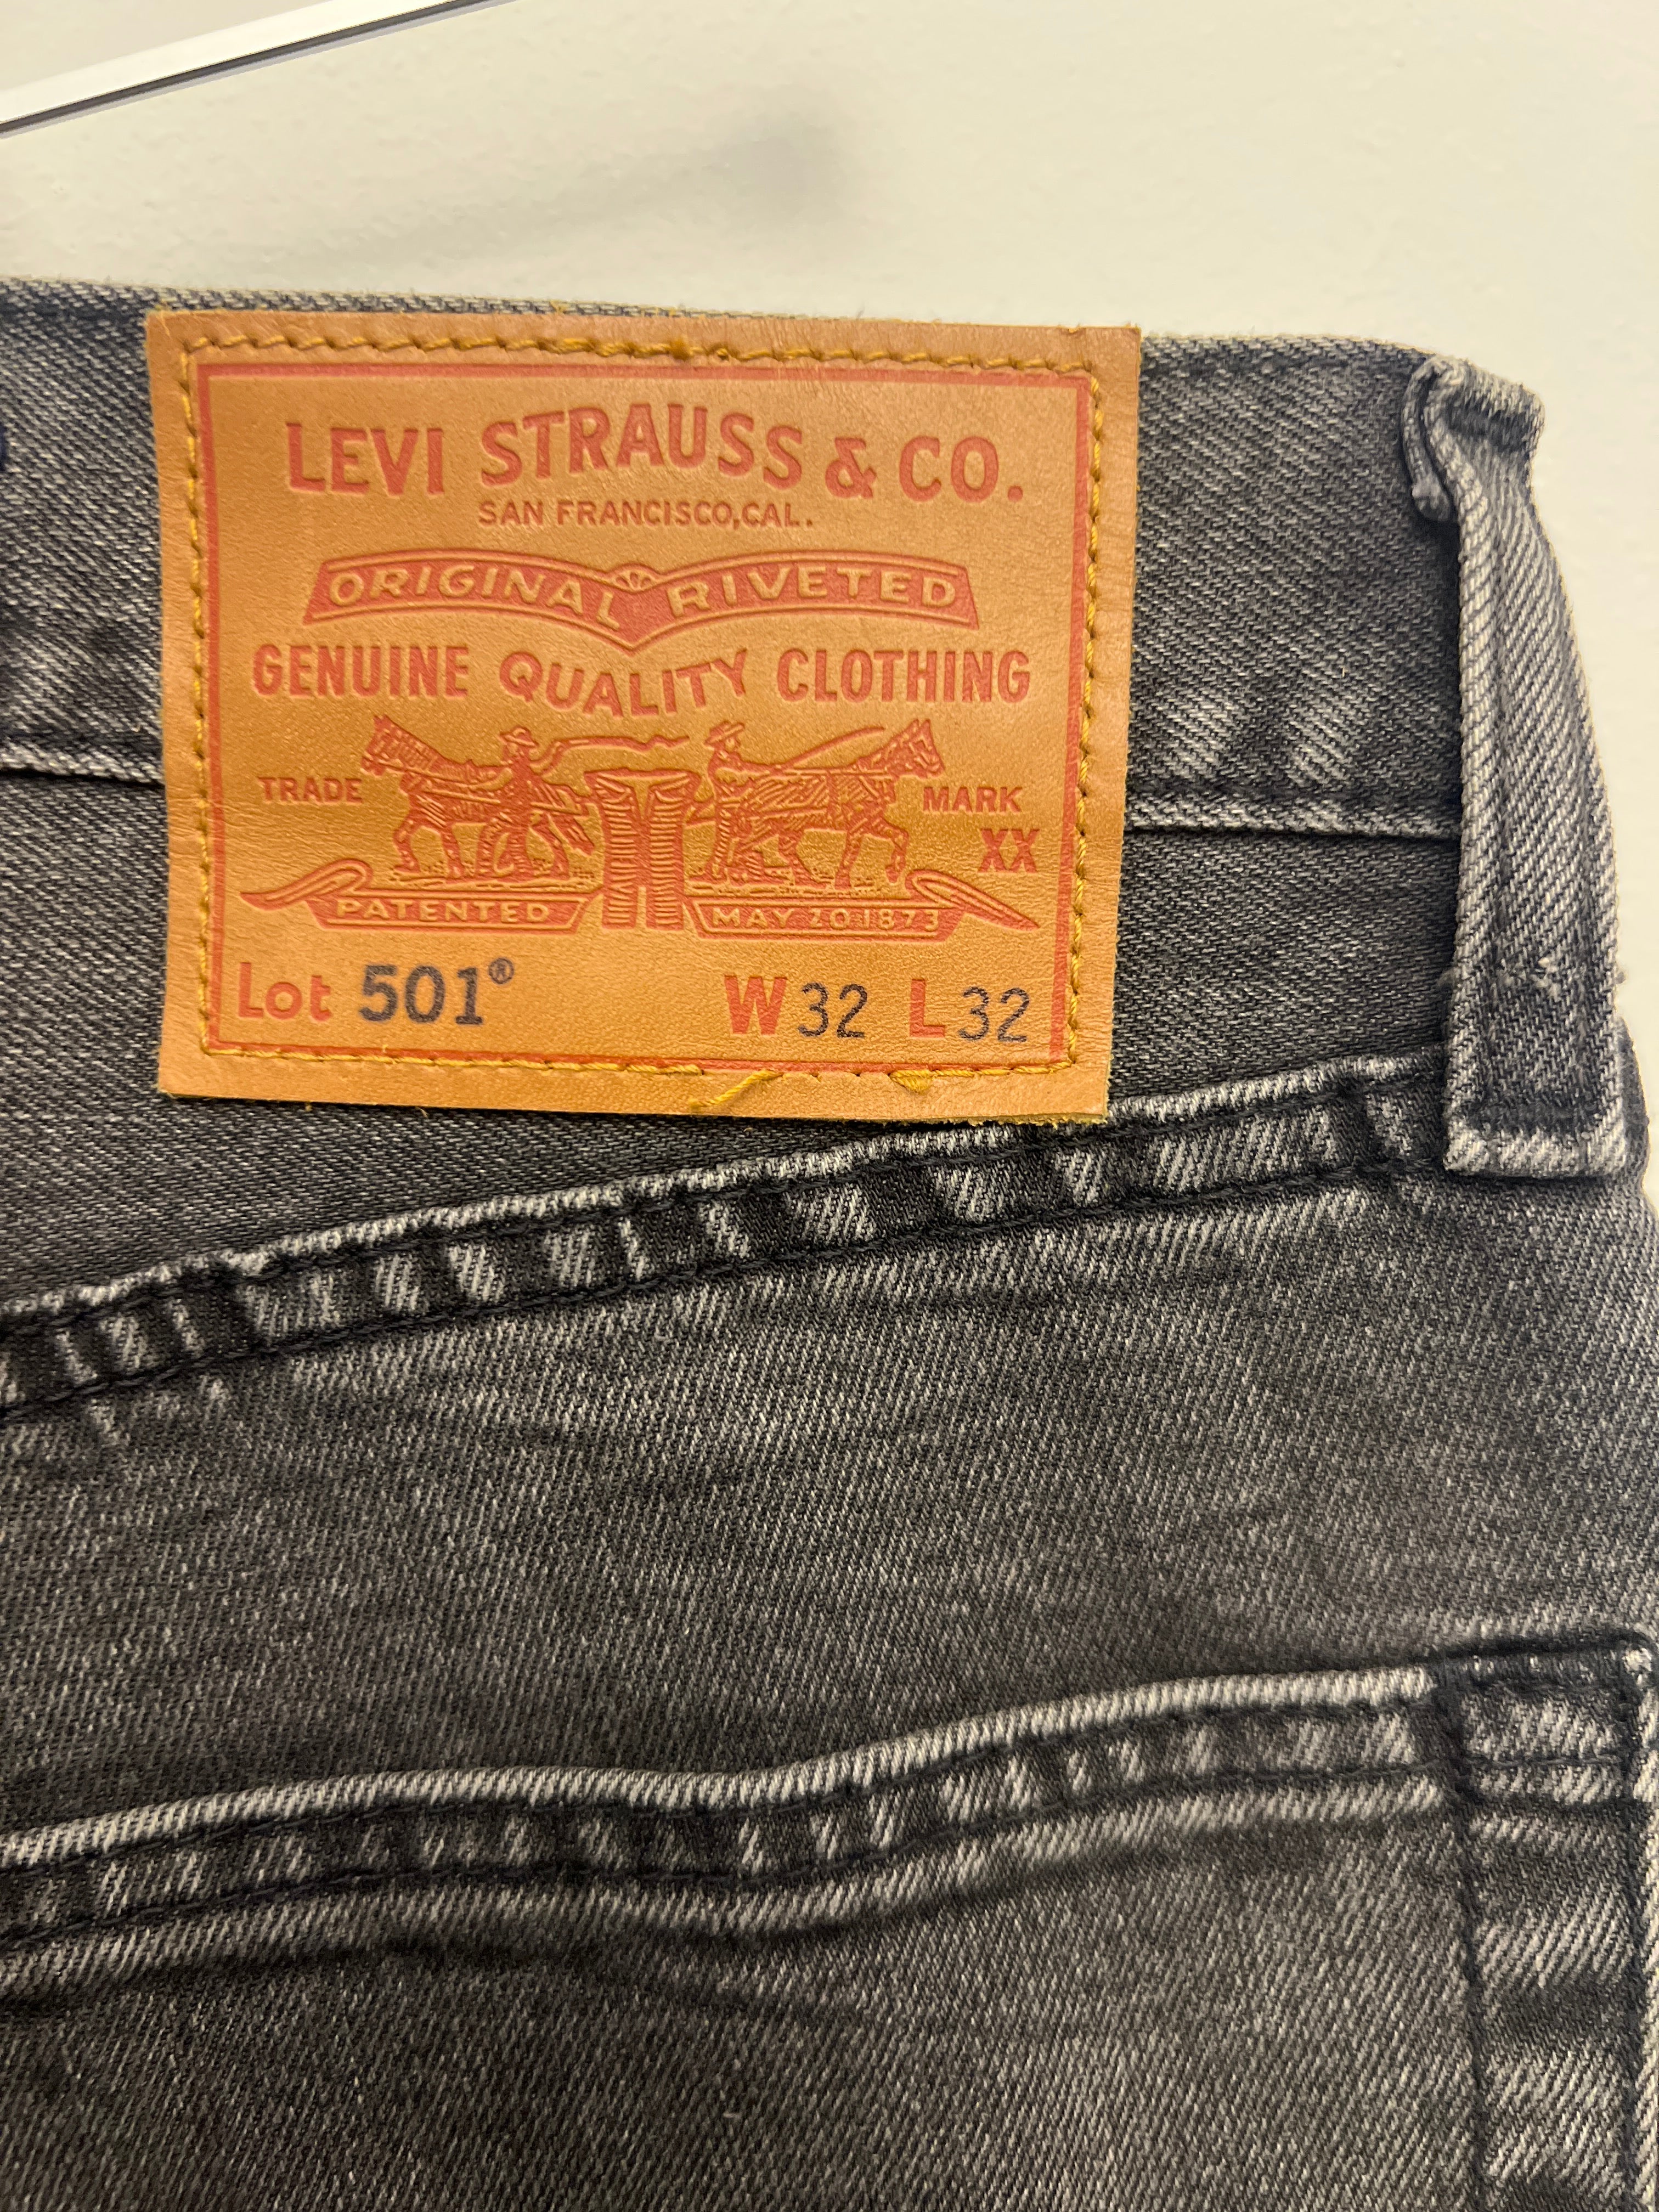 LEVI STRAUSS & CO.
SAN FRANCISCO, CAL.
ORIGINAL RIVETED
GENUINE QUALITY CLOTHING
TRADE MARK
XX
PATENTED MAY 20 1873
Lot 501® W 32 L 32